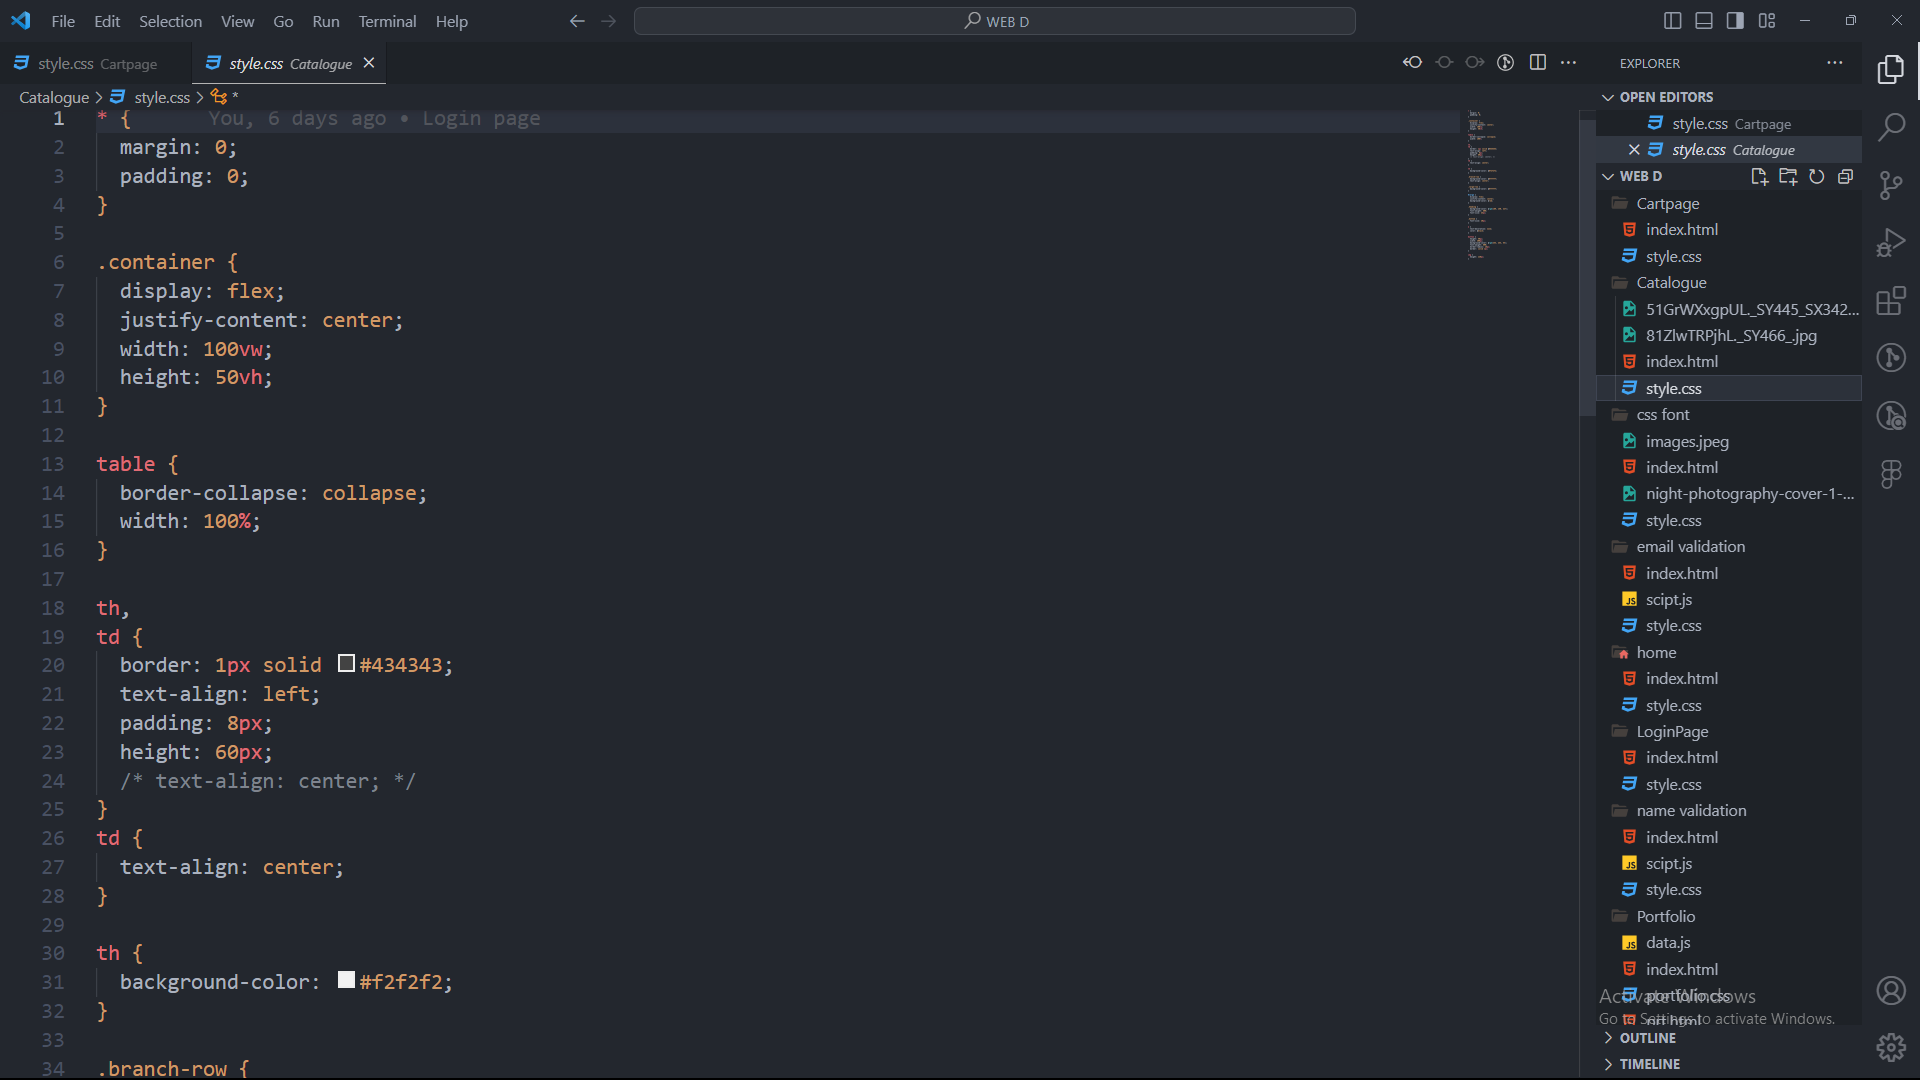 File Edit Selection View Go Run Terminal Help
WEB D
style.css Cartpage
style.css Catalogue
Catalogue > style.css > *
1 * { You, 6 days ago • Login page
2 margin: 0;
3 padding: 0;
4 }
5
6 .container {
7 display: flex;
8 justify-content: center;
9 width: 100vw;
10 height: 50vh;
11 }
12
13 table {
14 border-collapse: collapse;
15 width: 100%;
16 }
17
18 th,
19 td {
20 border: 1px solid #434343;
21 text-align: left;
22 padding: 8px;
23 height: 60px;
24 /* text-align: center; */
25 }
26 td {
27 text-align: center;
28 }
29
30 th {
31 background-color: #f2f2f2;
32 }
33
34 .branch-row {
EXPLORER
OPEN EDITORS
style.css Cartpage
style.css Catalogue
WEB D
Cartpage
index.html
style.css
Catalogue
51GrWXxgpUL._SY445_SX342...
81ZlwTRPjhL._SY466_.jpg
index.html
style.css
css font
images.jpeg
index.html
night-photography-cover-1-...
style.css
email validation
index.html
JS scipt.js
style.css
home
index.html
style.css
LoginPage
index.html
style.css
name validation
index.html
JS scipt.js
style.css
Portfolio
JS data.js
index.html
portfolio.css
Activate Windows
Go to Settings to activate Windows.
OUTLINE
TIMELINE